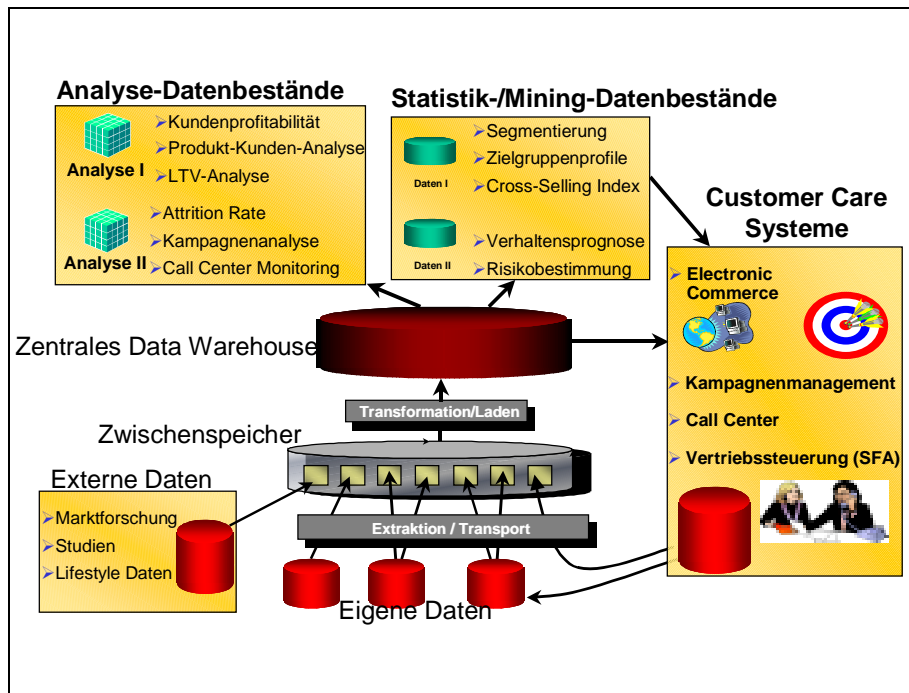 Analyse-Datenbestände
Kundenprofitabilität
Produkt-Kunden-Analyse
Analyse I
LTV-Analyse
Attrition Rate
Kampagnenanalyse
Analyse II
Call Center Monitoring
Statistik-/Mining-Datenbestände
Segmentierung
Zielgruppenprofile
Daten I
Cross-Selling Index
Verhaltensprognose
Daten II
Risikobestimmung
Customer Care
Systeme
Electronic
Commerce
Kampagnenmanagement
Call Center
Vertriebssteuerung (SFA)
Zentrales Data Warehouse
Transformation/Laden
Zwischenspeicher
Externe Daten
Marktforschung
Studien
Lifestyle Daten
Extraktion / Transport
Eigene Daten